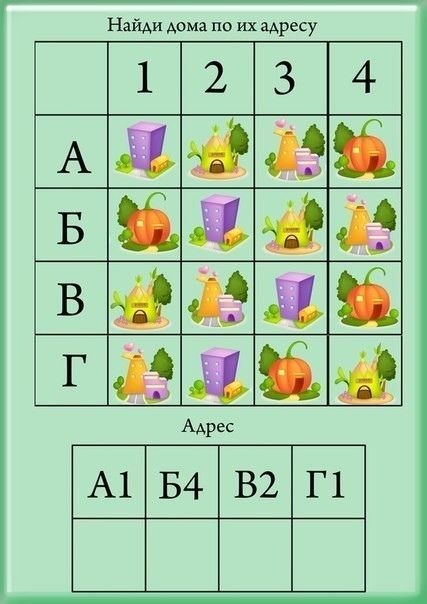 Найди дома по их адресу
1 2 3 4
А
Б
В
Г
Адрес
А1 Б4 В2 Г1